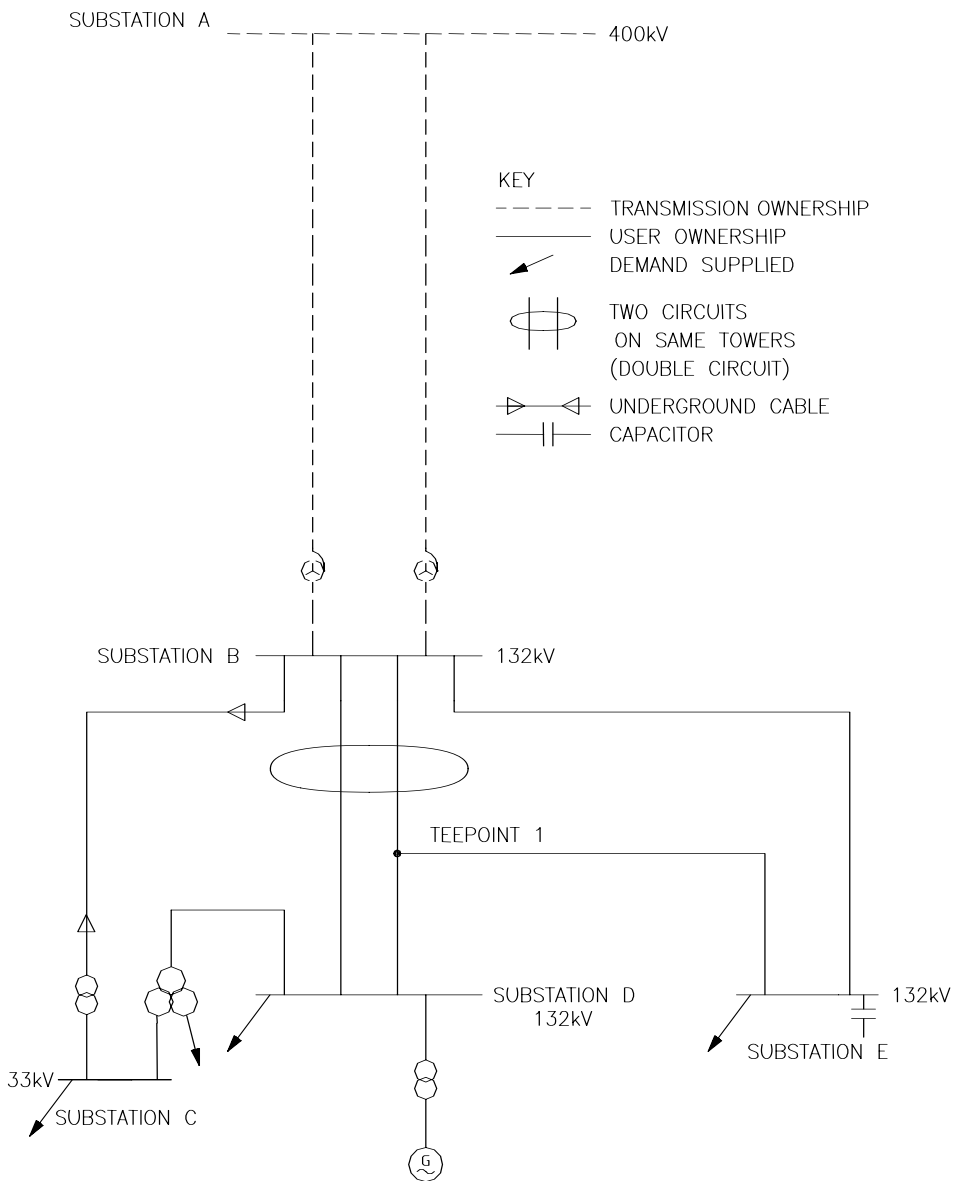 SUBSTATION A
400kV
KEY
TRANSMISSION OWNERSHIP
USER OWNERSHIP
DEMAND SUPPLIED
TWO CIRCUITS
ON SAME TOWERS
(DOUBLE CIRCUIT)
UNDERGROUND CABLE
CAPACITOR
SUBSTATION B
132kV
TEEPOINT 1
SUBSTATION D
132kV
132kV
SUBSTATION E
33kV
SUBSTATION C
G